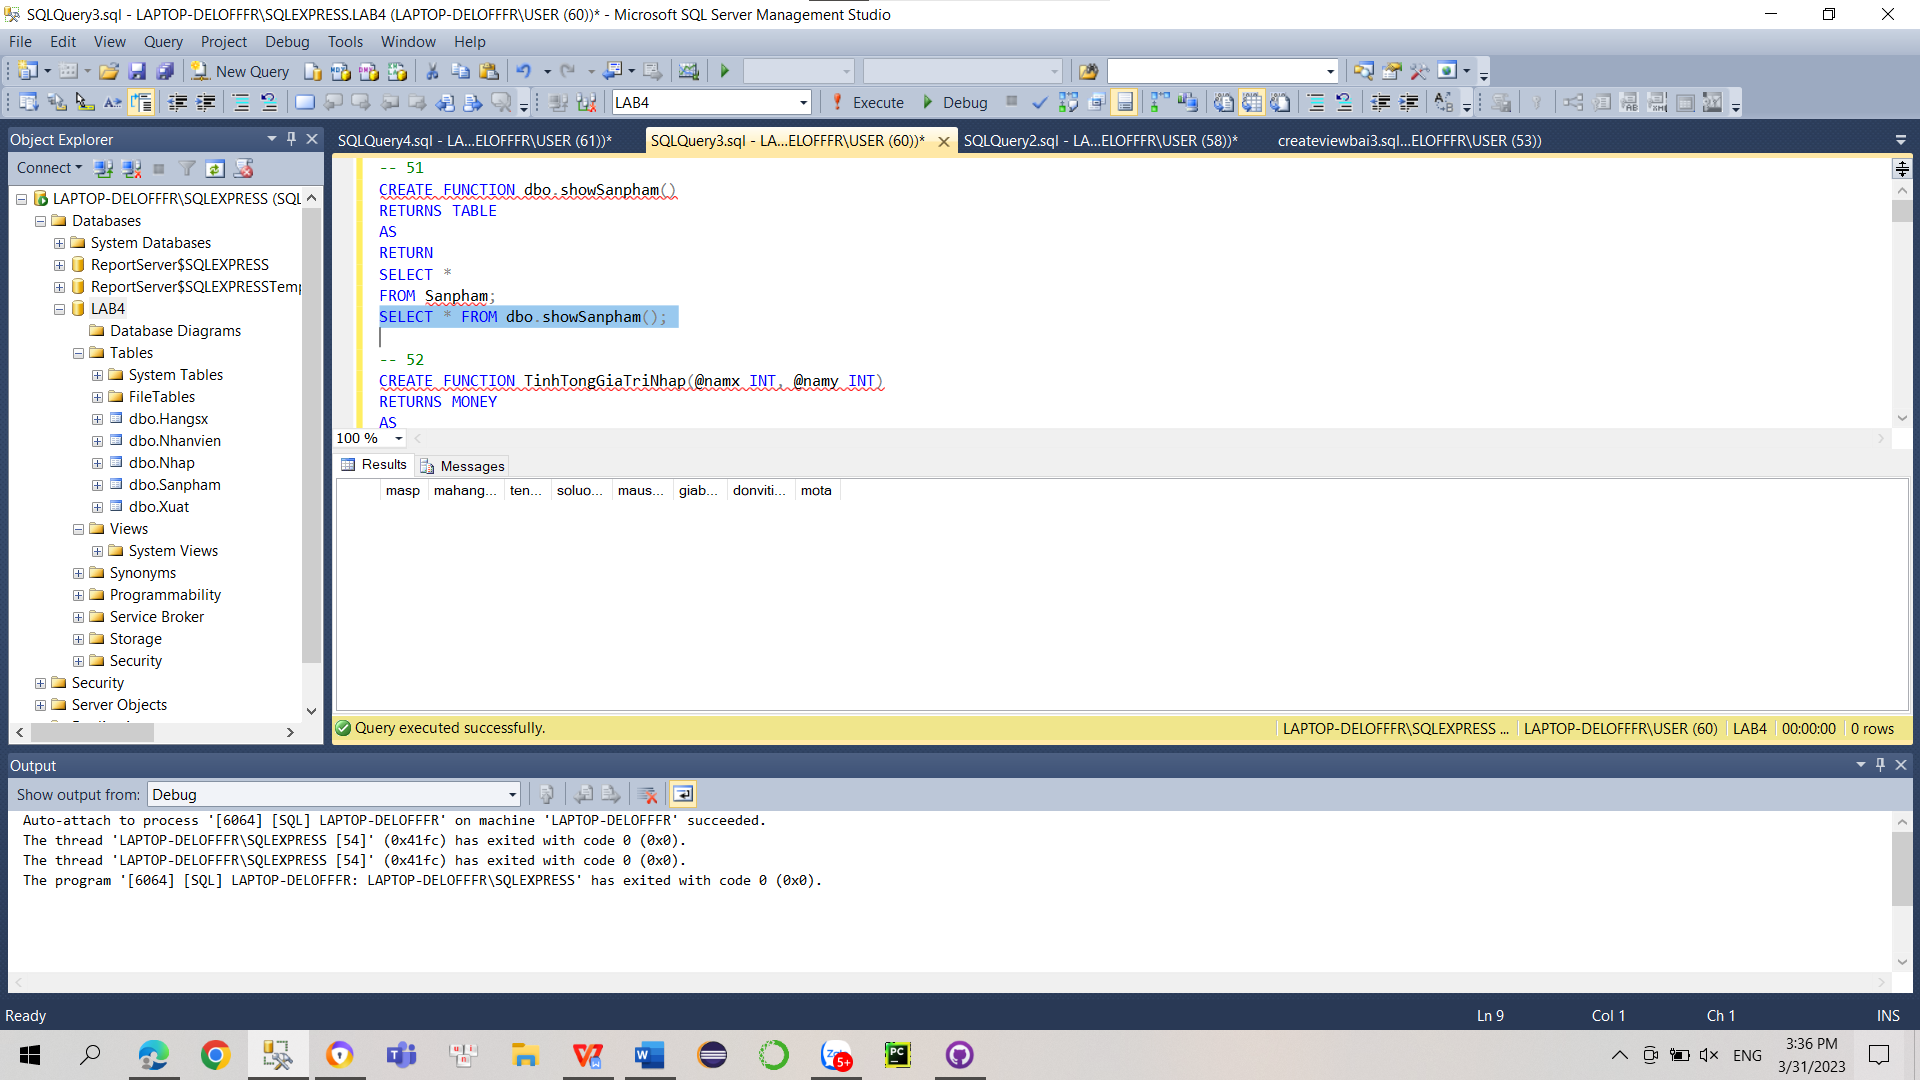 SQLQuery3.sql - LAPTOP-DELOFFFR\SQLEXPRESS.LAB4 (LAPTOP-DELOFFFR\USER (60))* - Microsoft SQL Server Management Studio
File Edit View Query Project Debug Tools Window Help
New Query
LAB4 Execute Debug
Object Explorer
Connect
LAPTOP-DELOFFFR\SQLEXPRESS (SQL
Databases
System Databases
ReportServer$SQLEXPRESS
ReportServer$SQLEXPRESSTemp
LAB4
Database Diagrams
Tables
System Tables
FileTables
dbo.Hangsx
dbo.Nhanvien
dbo.Nhap
dbo.Sanpham
dbo.Xuat
Views
System Views
Synonyms
Programmability
Service Broker
Storage
Security
Security
Server Objects
SQLQuery4.sql - LA...ELOFFFR\USER (61))* SQLQuery3.sql - LA...ELOFFFR\USER (60))* SQLQuery2.sql - LA...ELOFFFR\USER (58))* createviewbai3.sql...ELOFFFR\USER (53))
-- 51
CREATE FUNCTION dbo.showSanpham()
RETURNS TABLE
AS
RETURN
SELECT *
FROM Sanpham;
SELECT * FROM dbo.showSanpham();
-- 52
CREATE FUNCTION TinhTongGiaTriNhap(@namx INT, @namy INT)
RETURNS MONEY
AS
100 %
Results Messages
masp mahang... ten... soluo... maus... giab... donviti... mota
Query executed successfully. LAPTOP-DELOFFFR\SQLEXPRESS ... LAPTOP-DELOFFFR\USER (60) LAB4 00:00:00 0 rows
Output
Show output from: Debug
Auto-attach to process '[6064] [SQL] LAPTOP-DELOFFFR' on machine 'LAPTOP-DELOFFFR' succeeded.
The thread 'LAPTOP-DELOFFFR\SQLEXPRESS [54]' (0x41fc) has exited with code 0 (0x0).
The thread 'LAPTOP-DELOFFFR\SQLEXPRESS [54]' (0x41fc) has exited with code 0 (0x0).
The program '[6064] [SQL] LAPTOP-DELOFFFR: LAPTOP-DELOFFFR\SQLEXPRESS' has exited with code 0 (0x0).
Ready Ln 9 Col 1 Ch 1 INS
5+
PC
ENG
3:36 PM
3/31/2023